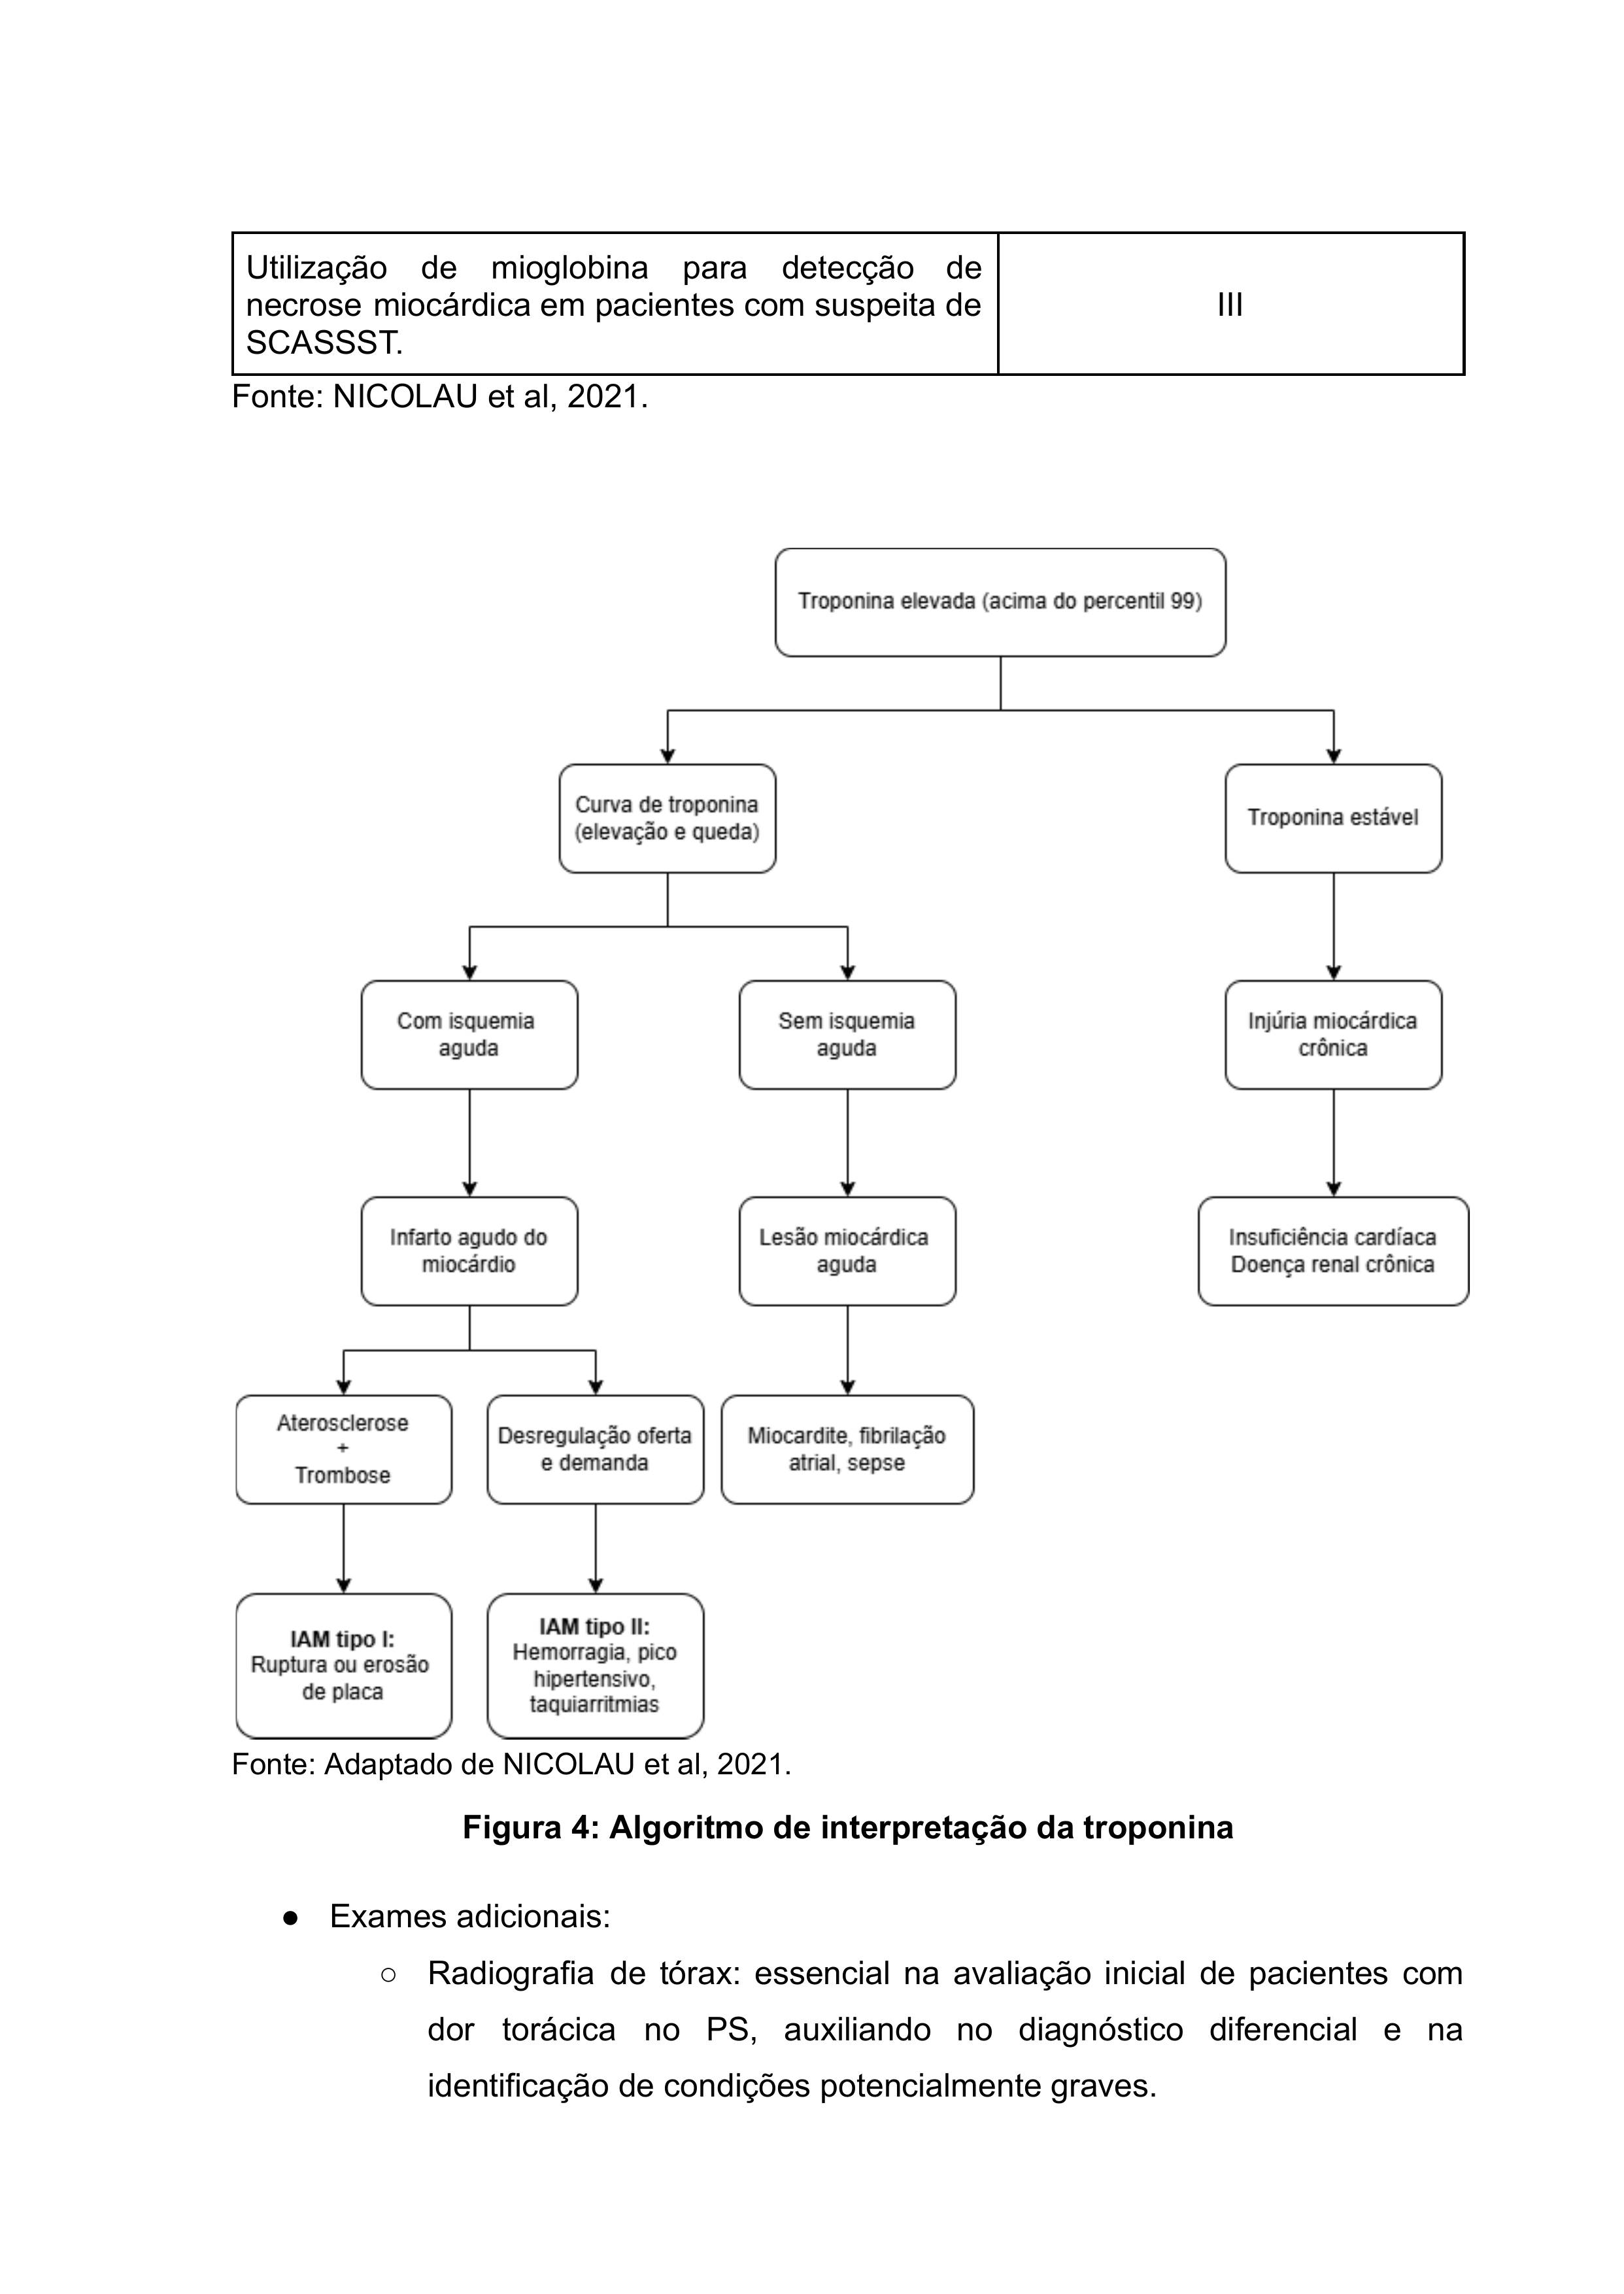 Utilização de mioglobina para detecção de
necrose miocárdica em pacientes com suspeita de
SCASSST.
III
Fonte: NICOLAU et al, 2021.
Troponina elevada (acima do percentil 99)
Curva de troponina
(elevação e queda)
Troponina estável
Com isquemia
aguda
Sem isquemia
aguda
Injúria miocárdica
crônica
Infarto agudo do
miocárdio
Lesão miocárdica
aguda
Insuficiência cardíaca
Doença renal crônica
Aterosclerose
+
Trombose
Desregulação oferta
e demanda
Miocardite, fibrilação
atrial, sepse
IAM tipo I:
Ruptura ou erosão
de placa
IAM tipo II:
Hemorragia, pico
hipertensivo,
taquiarritmias
Fonte: Adaptado de NICOLAU et al, 2021.
Figura 4: Algoritmo de interpretação da troponina
● Exames adicionais:
○ Radiografia de tórax: essencial na avaliação inicial de pacientes com
dor torácica no PS, auxiliando no diagnóstico diferencial e na
identificação de condições potencialmente graves.